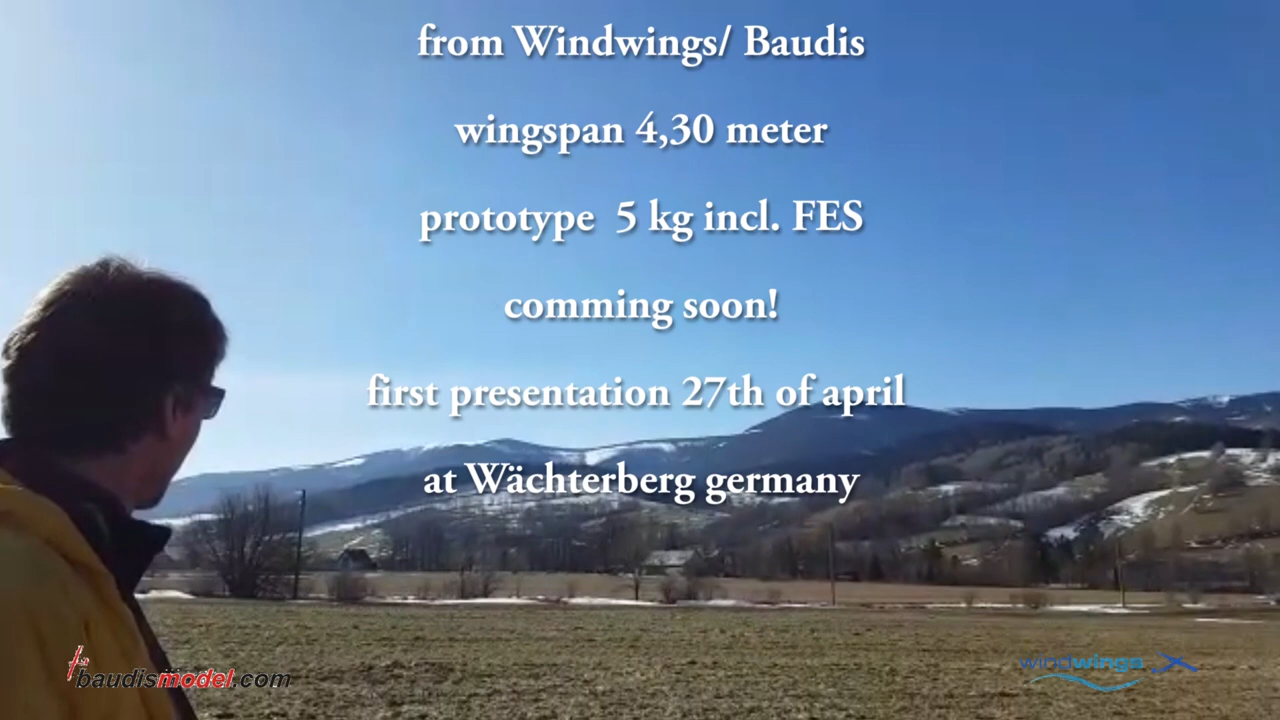 from Windwings/ Baudis
wingspan 4,30 meter
prototype 5 kg incl. FES
comming soon!
first presentation 27th of april
at Wächterberg germany
baudismodel.com
windwings